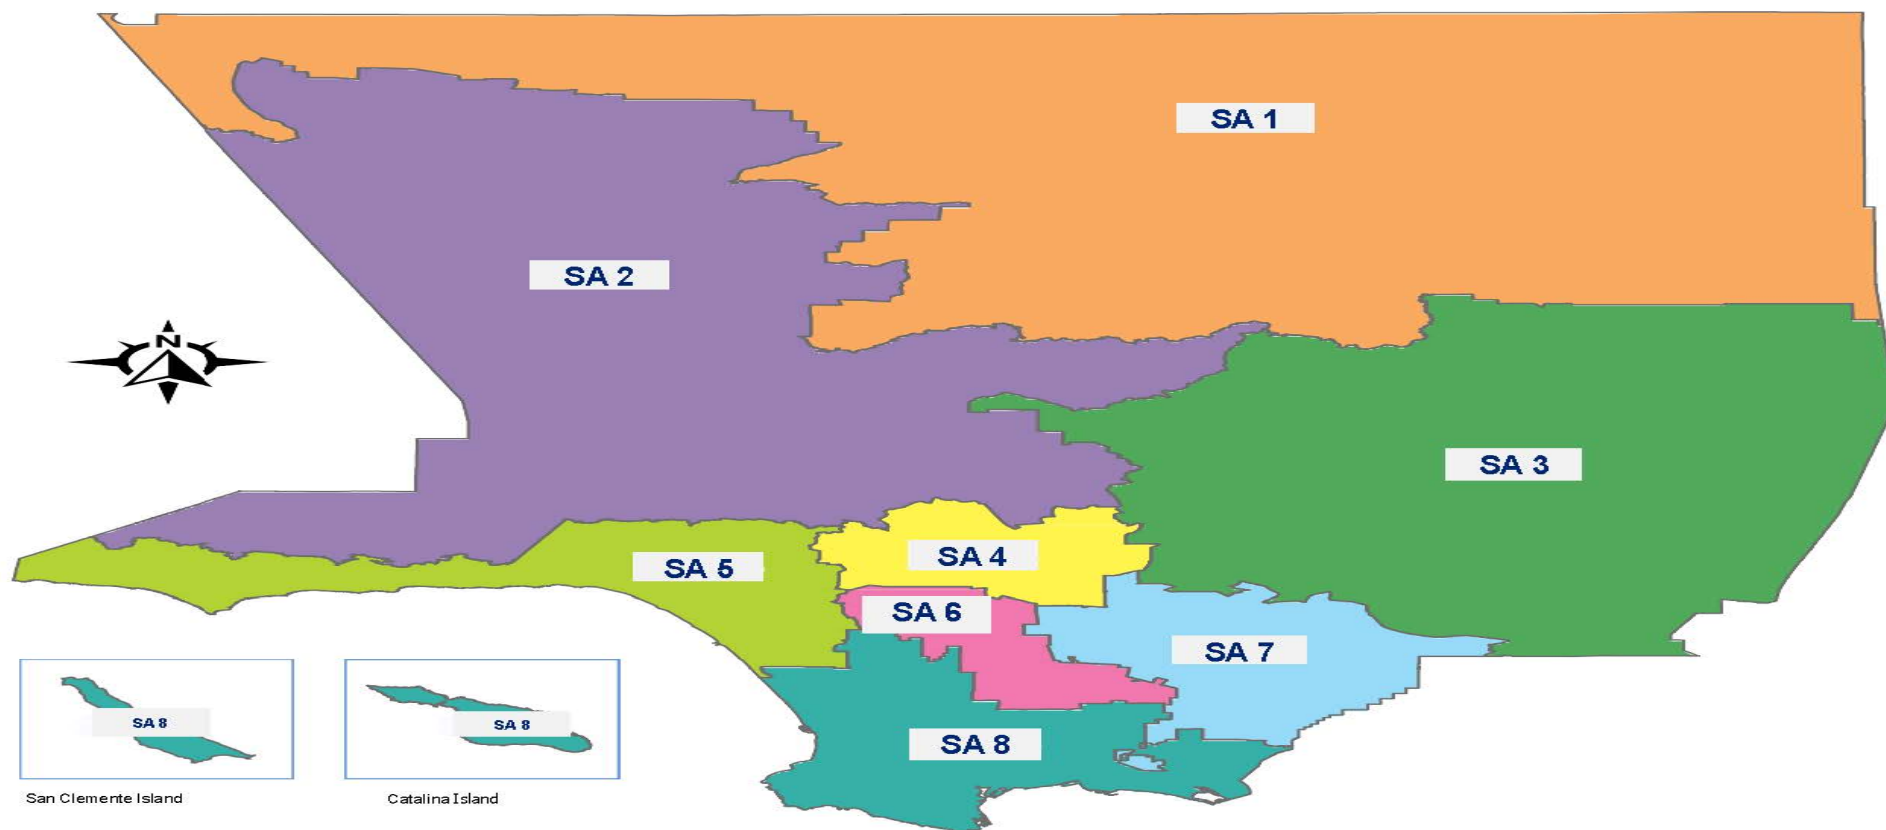 SA 1
SA 2
N
SA 3
SA 4
SA 5
SA 6
SA 7
SA 8
SA 8
SA 8
San Clemente Island
Catalina Island